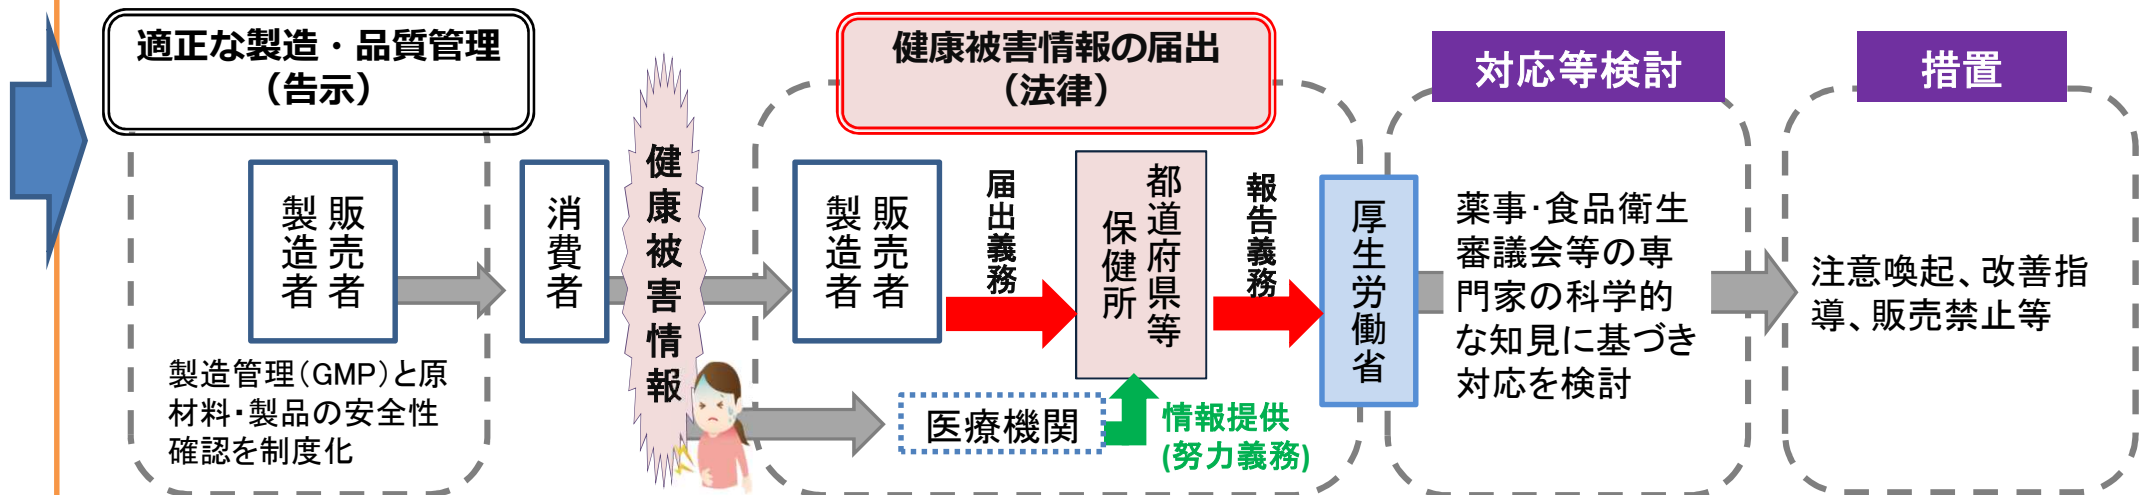 適正な製造・品質管理
（告示）
製造者
販売者
製造管理(GMP)と原
材料・製品の安全性
確認を制度化
消費者
健康被害情報
健康被害情報の届出
（法律）
製造者
販売者
届出義務
都道府県等
保健所
報告義務
厚生労働省
医療機関
情報提供
(努力義務)
対応等検討
薬事・食品衛生
審議会等の専
門家の科学的
な知見に基づき
対応を検討
措置
注意喚起、改善指
導、販売禁止等